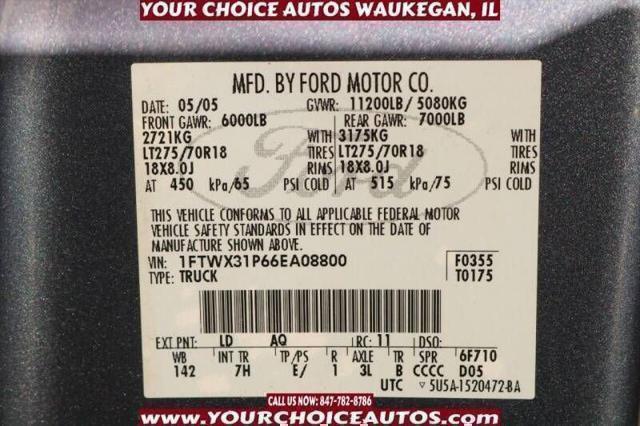 YOUR CHOICE AUTOS WAUKEGAN, IL
MFD. BY FORD MOTOR CO.
DATE: 05/05 GVWR: 11200LB/ 5080KG
FRONT GAWR: 6000LB REAR GAWR: 7000LB
2721KG WITH 3175KG WITH
LT275/70R18 TIRES LT275/70R18 TIRES
18X8.0J RIMS 18X8.0J RIMS
AT 450 kPa/65 PSI COLD AT 515 kPa/75 PSI COLD
THIS VEHICLE CONFORMS TO ALL APPLICABLE FEDERAL MOTOR
VEHICLE SAFETY STANDARDS IN EFFECT ON THE DATE OF
MANUFACTURE SHOWN ABOVE.
VIN: 1FTWX31P66EA08800 F0355
TYPE: TRUCK T0175
Ford
EXT PNT: LD AQ RC: 11 DSO:
WB INT TR TP/PS R AXLE TR SPR 6F710
142 7H E/ 1 3L B CCCC D05
UTC ▽5U5A-1520472-BA
CALL US NOW: 847-782-8786
WWW.YOURCHOICEAUTOS.COM